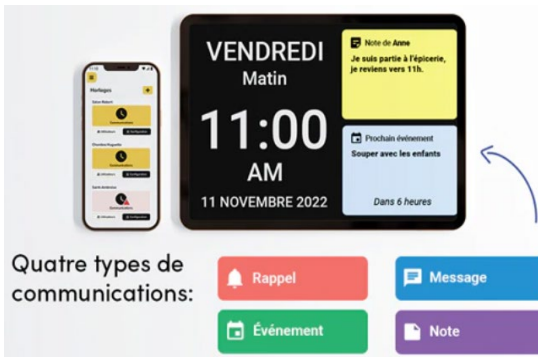 Horloges
VENDREDI
Matin
11:00
AM
11 NOVEMBRE 2022
Note de Anne
Je suis partie à l'épicerie,
je reviens vers 11h.
Prochain événement
Souper avec les enfants
Dans 6 heures
Quatre types de
communications:
Rappel
Message
Événement
Note